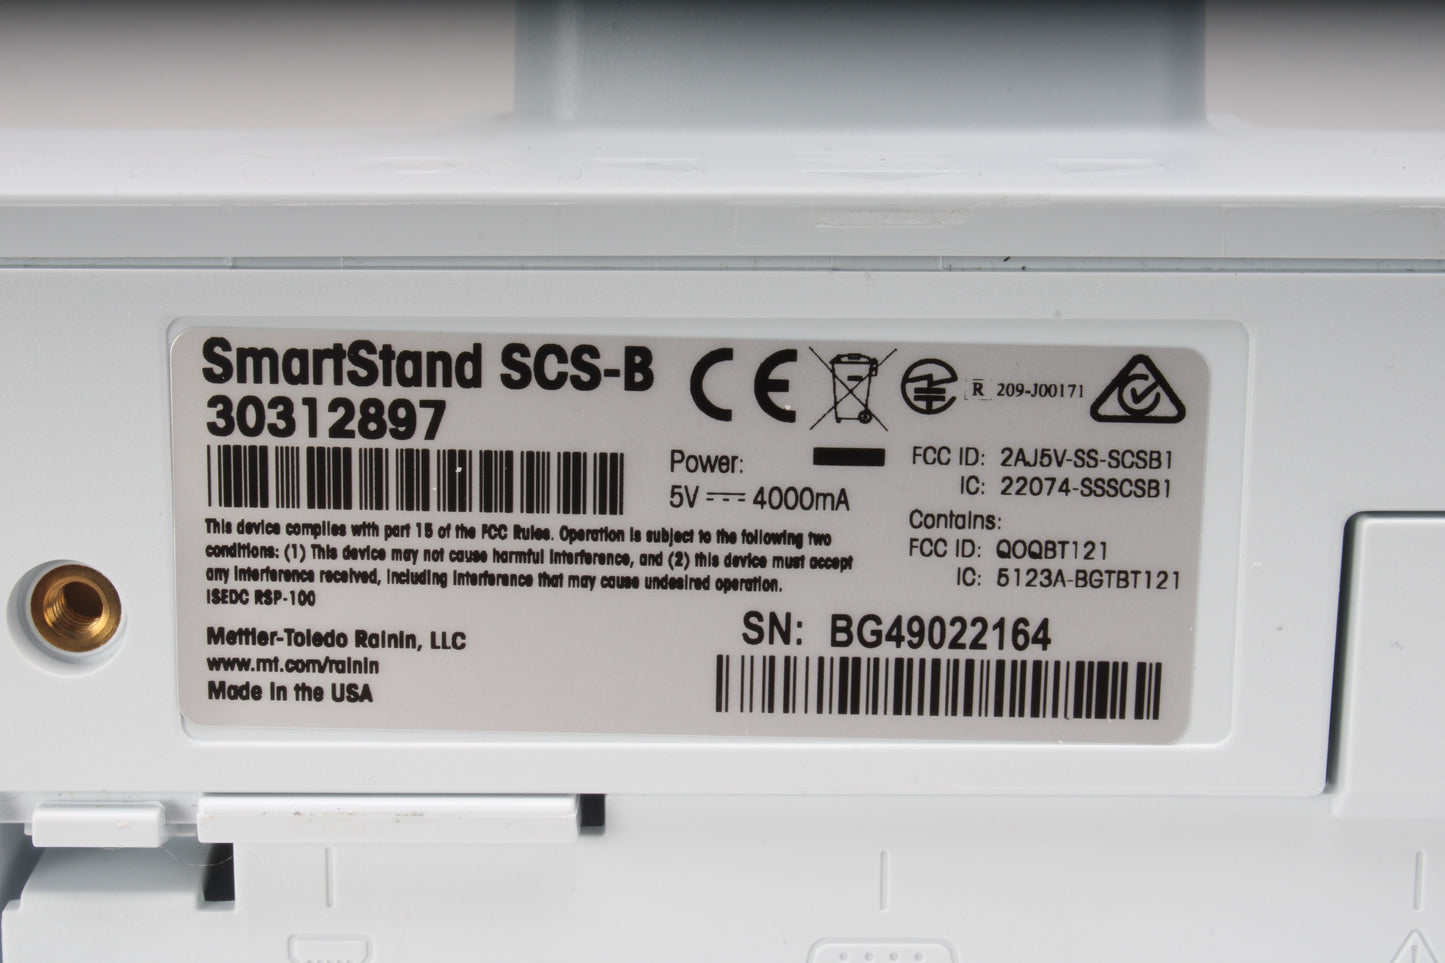 SmartStand SCS-B
30312897
CE
R 209-J00171
Power:
5V 4000mA
FCC ID: 2AJ5V-SS-SCSB1
IC: 22074-SSSCSB1
Contains:
FCC ID: QOQBT121
IC: 5123A-BGTBT121
This device complies with part 15 of the FCC Rules. Operation is subject to the following two
conditions: (1) This device may not cause harmful interference, and (2) this device must accept
any interference received, including interference that may cause undesired operation.
ISEDC RSP-100
Mettler-Toledo Rainin, LLC
www.mt.com/rainin
Made in the USA
SN: BG49022164